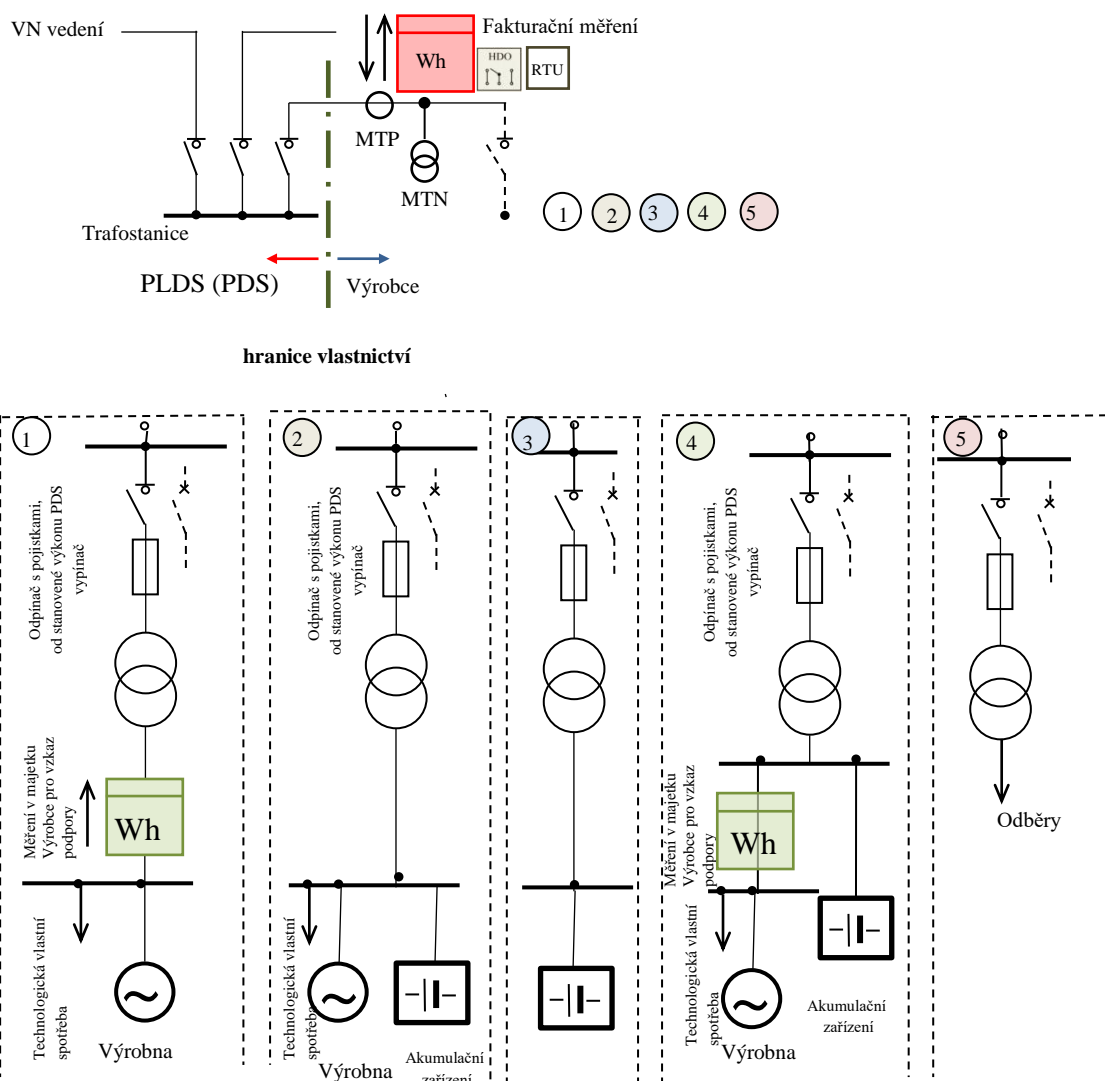 VN vedení
Fakturační měření
Wh
HDO
RTU
MTP
MTN
1
2
3
4
5
Trafostanice
PLDS (PDS)
Výrobce
hranice vlastnictví
1
Odpínač s pojistkami,
od stanovené výkonu PDS
vypínač
Měření v majetku
Výrobce pro vzkaz
podpory
Wh
Technologická vlastní
spotřeba
Výrobna
2
Odpínač s pojistkami,
od stanovené výkonu PDS
vypínač
Technologická vlastní
spotřeba
Výrobna
Akumulační
zařízení
3
4
Odpínač s pojistkami,
od stanovené výkonu PDS
vypínač
Měření v majetku
Výrobce pro vzkaz
podpory
Wh
Technologická vlastní
spotřeba
Výrobna
Akumulační
zařízení
5
Odběry